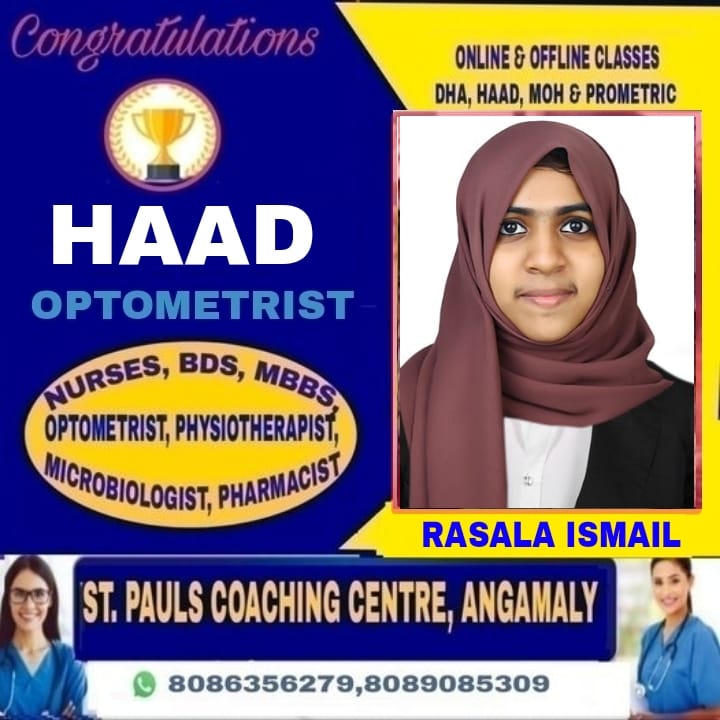 Congratulations
ONLINE & OFFLINE CLASSES
DHA, HAAD, MOH & PROMETRIC
HAAD
OPTOMETRIST
NURSES, BDS, MBBS,
OPTOMETRIST, PHYSIOTHERAPIST,
MICROBIOLOGIST, PHARMACIST
RASALA ISMAIL
ST. PAULS COACHING CENTRE, ANGAMALY
8086356279,8089085309